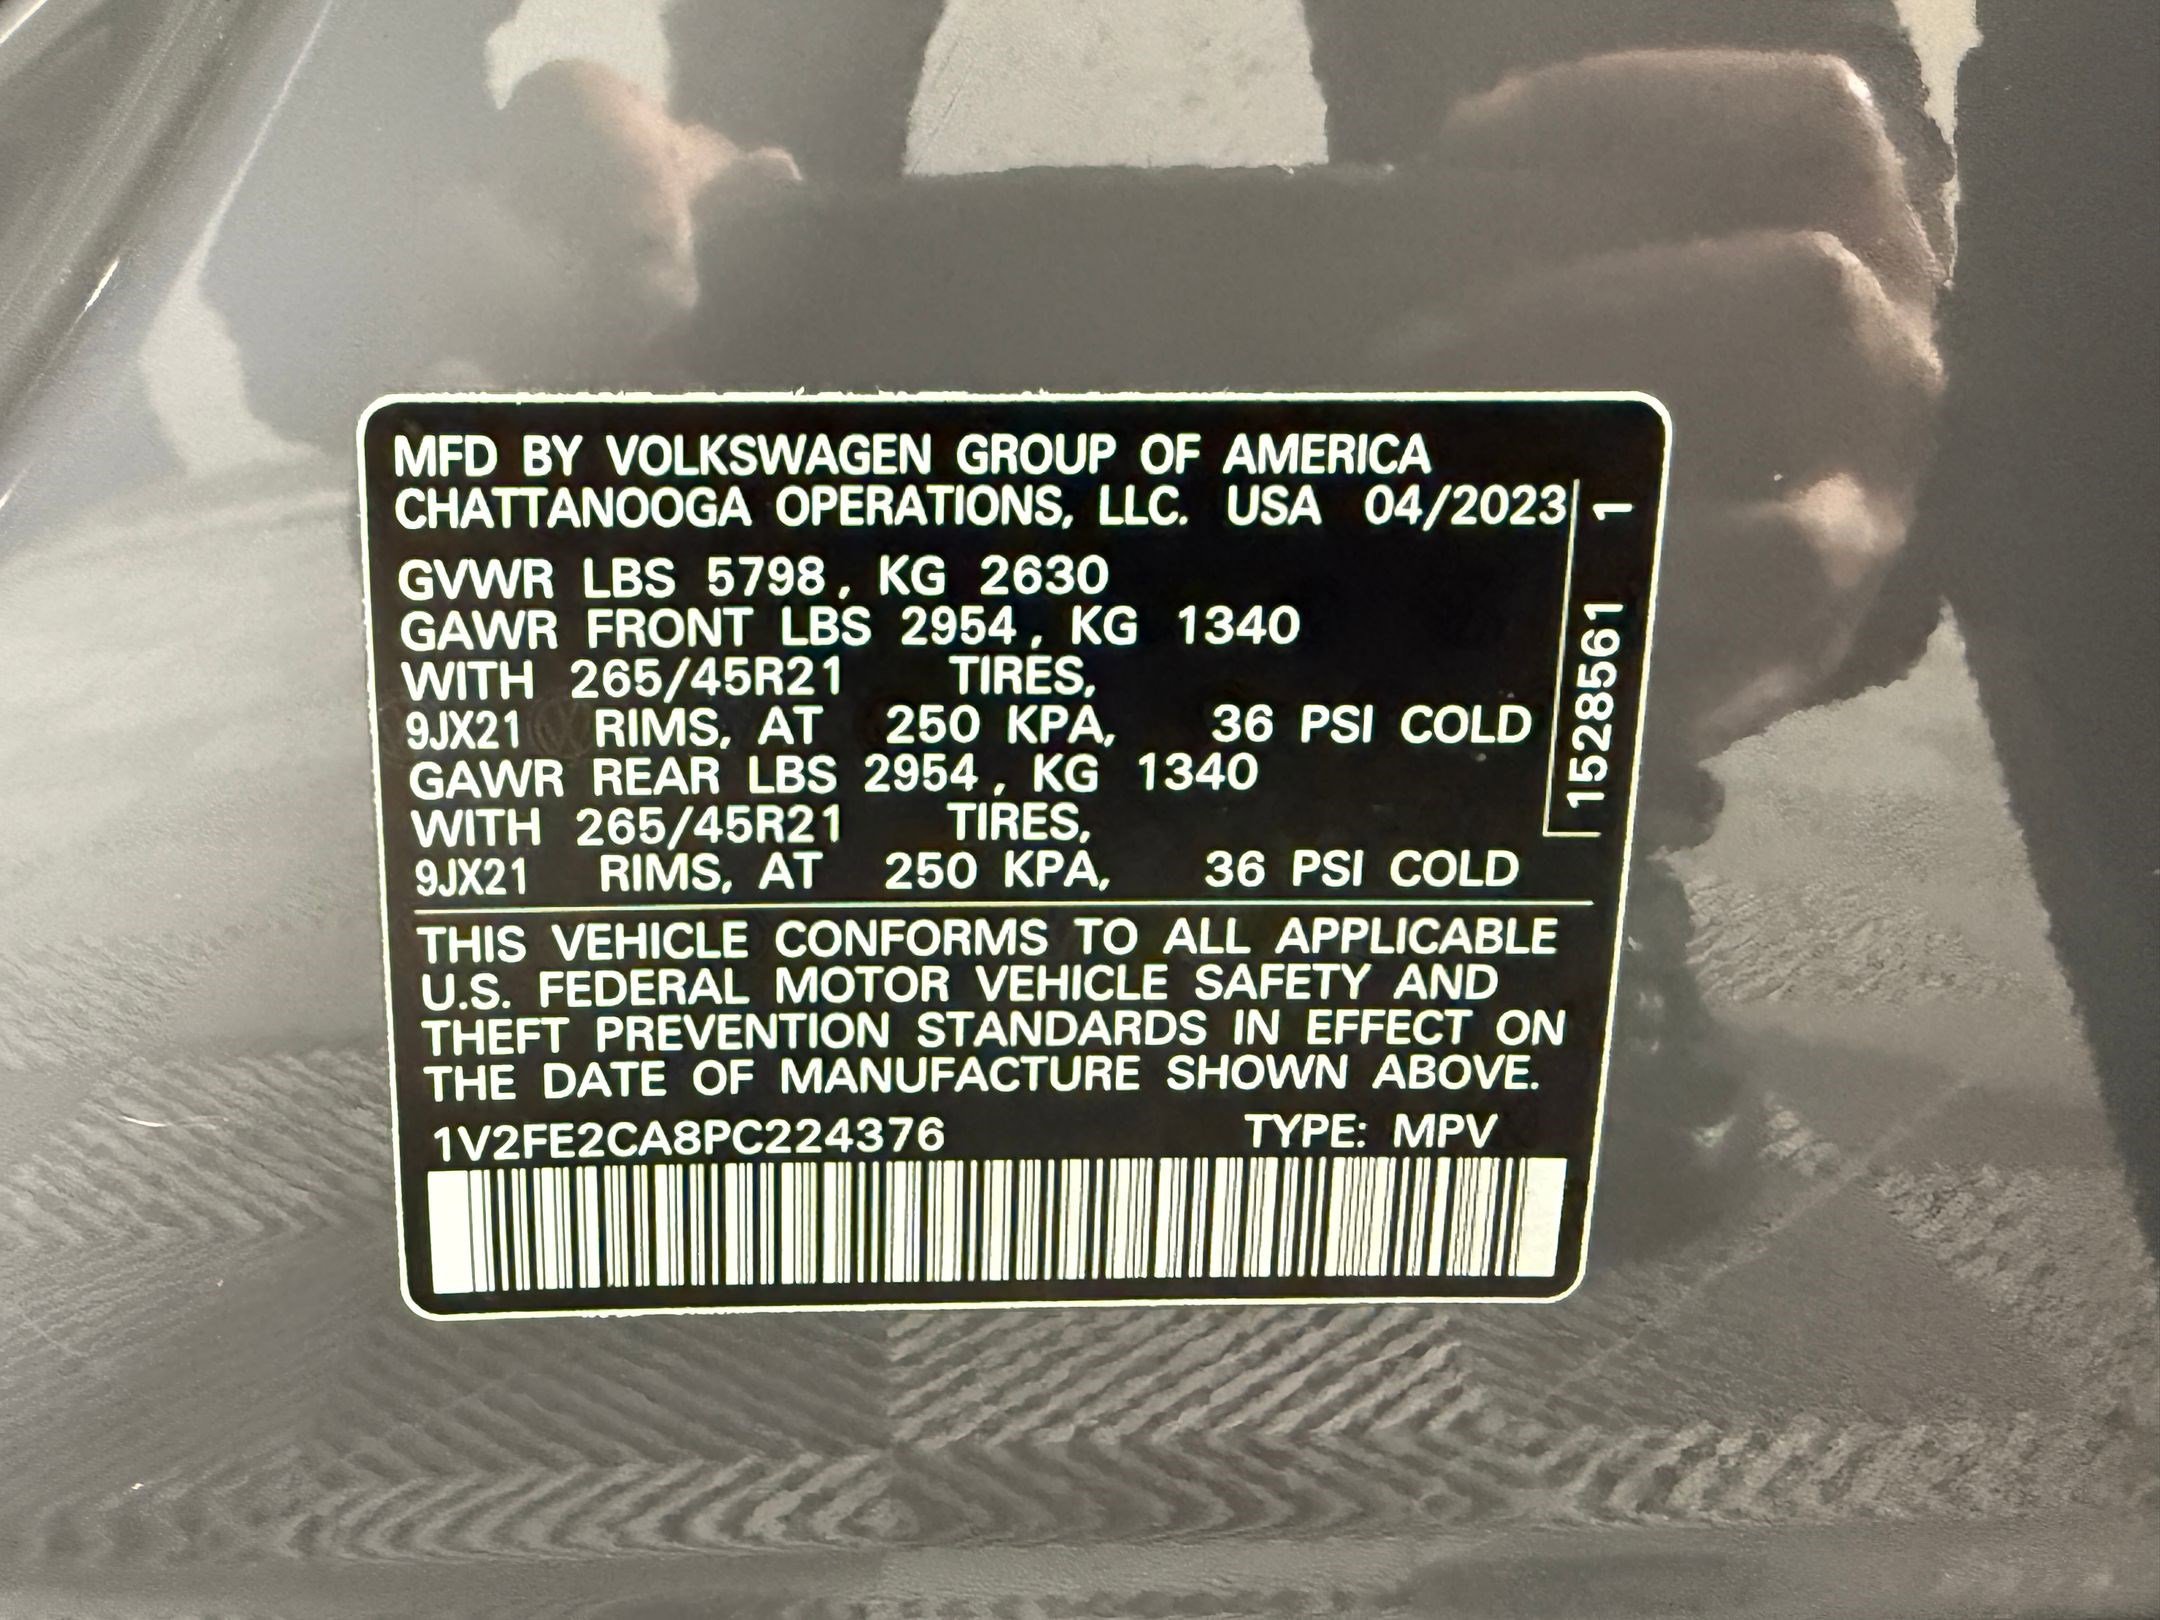 MFD BY VOLKSWAGEN GROUP OF AMERICA
CHATTANOOGA OPERATIONS, LLC. USA 04/2023
GVWR LBS 5798, KG 2630
GAWR FRONT LBS 2954, KG 1340
WITH 265/45R21 TIRES,
9JX21 RIMS, AT 250 KPA, 36 PSI COLD
GAWR REAR LBS 2954, KG 1340
WITH 265/45R21 TIRES,
9JX21 RIMS, AT 250 KPA, 36 PSI COLD
THIS VEHICLE CONFORMS TO ALL APPLICABLE
U.S. FEDERAL MOTOR VEHICLE SAFETY AND
THEFT PREVENTION STANDARDS IN EFFECT ON
THE DATE OF MANUFACTURE SHOWN ABOVE.
1V2FE2CA8PC224376 TYPE: MPV
1528561 1